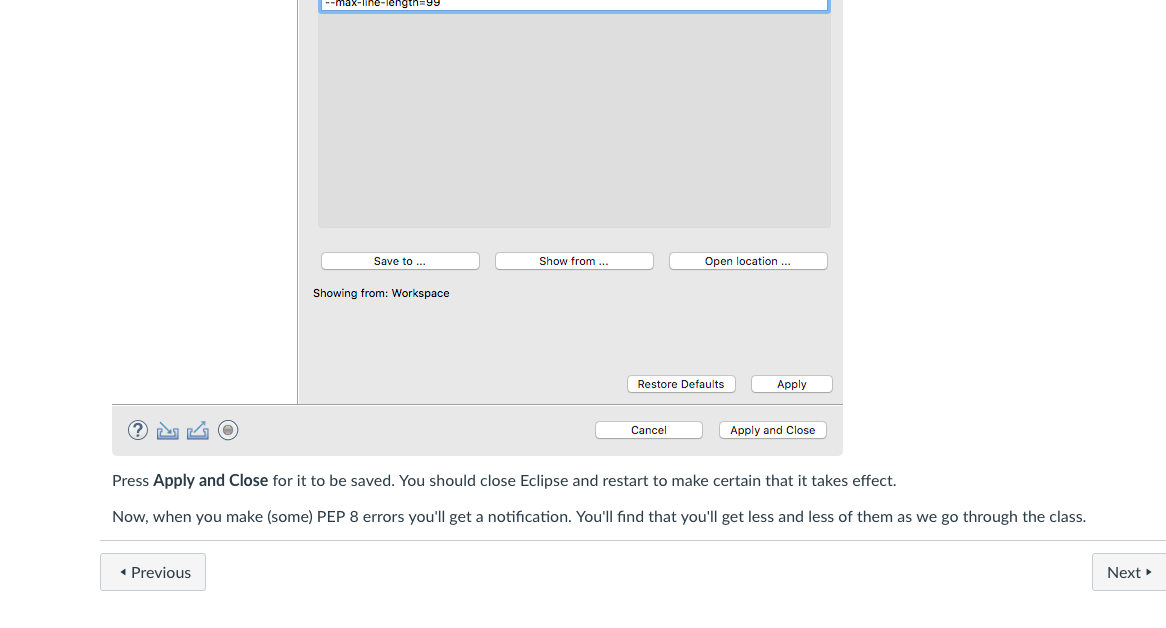 --max-line-length=99
Save to ... Show from ... Open location ...
Showing from: Workspace
Restore Defaults Apply
? Cancel Apply and Close
Press Apply and Close for it to be saved. You should close Eclipse and restart to make certain that it takes effect.
Now, when you make (some) PEP 8 errors you'll get a notification. You'll find that you'll get less and less of them as we go through the class.
Previous Next